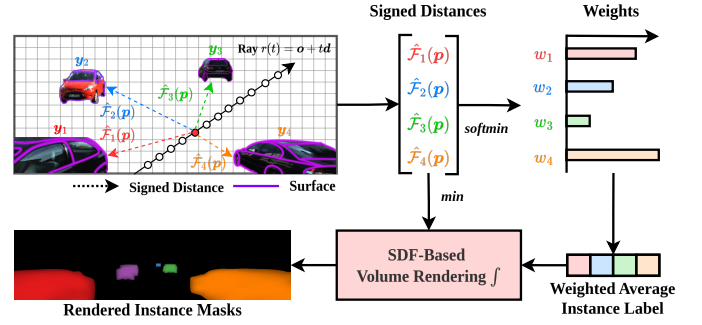 Signed Distances
Weights
Ray r(t) = o + td
y₂
y₃
F̂₃(p)
F̂₂(p)
y₁
F̂₁(p)
y₄
F̂₄(p)
Signed Distance
Surface
F̂₁(p)
F̂₂(p)
F̂₃(p)
F̂₄(p)
softmin
min
w₁
w₂
w₃
w₄
SDF-Based
Volume Rendering ∫
Weighted Average
Instance Label
Rendered Instance Masks